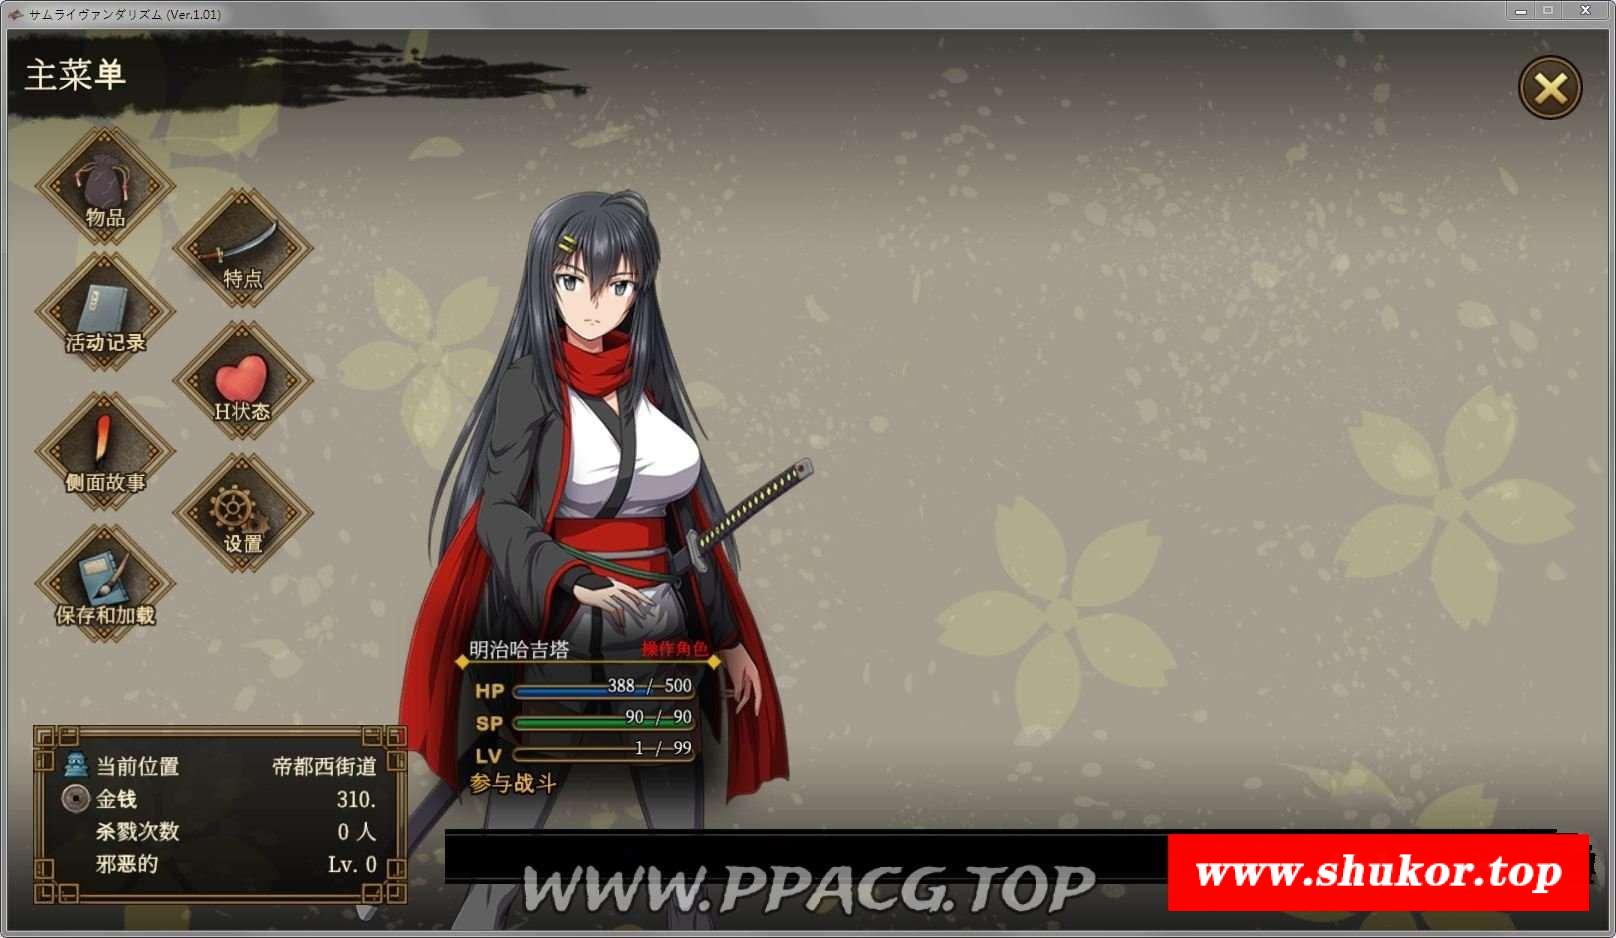 サムライヴァンダリズム (Ver.1.01)
主菜单
物品
特点
活动记录
H状态
侧面故事
设置
保存和加载
明治哈吉塔 操作角色
HP 388 / 500
SP 90 / 90
LV 1 / 99
参与战斗
当前位置 帝都西街道
金钱 310.
杀戮次数 0 人
邪恶的 Lv. 0
WWW.PPACG.TOP
www.shukor.top